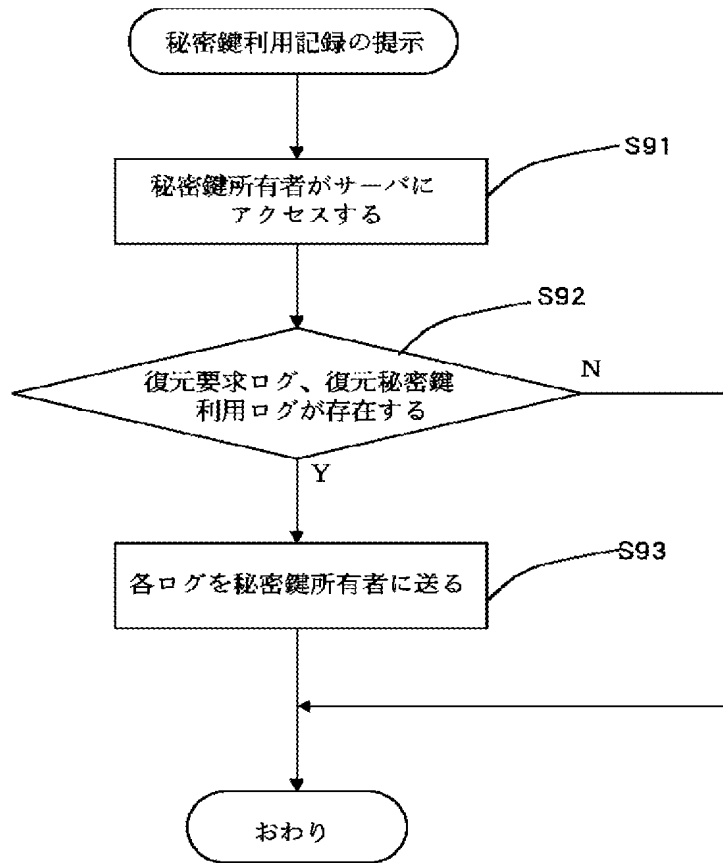 秘密鍵利用記録の提示
S91
秘密鍵所有者がサーバに
アクセスする
S92
復元要求ログ、復元秘密鍵
利用ログが存在する
N
Y
S93
各ログを秘密鍵所有者に送る
おわり